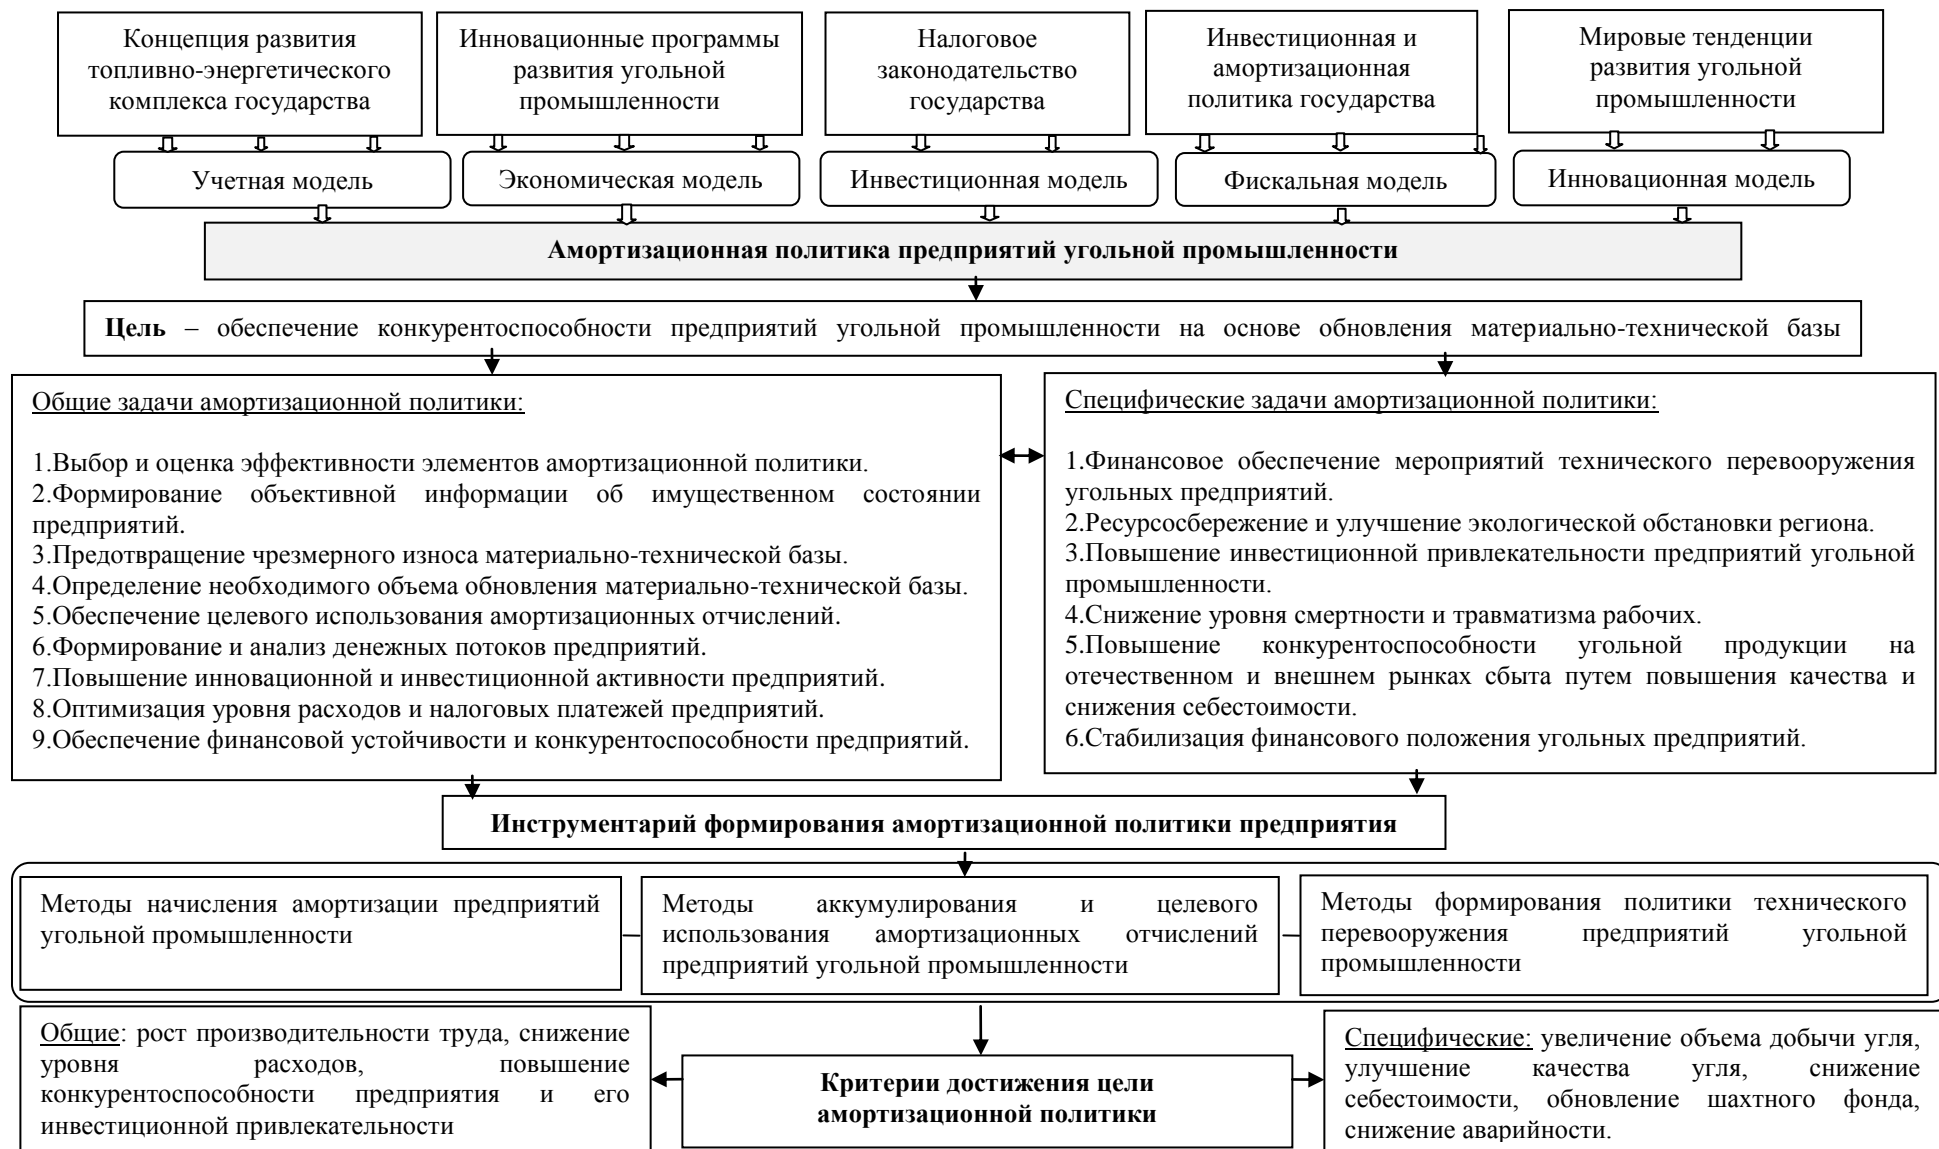 Концепция развития
топливно-энергетического
комплекса государства
Инновационные программы
развития угольной
промышленности
Налоговое
законодательство
государства
Инвестиционная и
амортизационная
политика государства
Мировые тенденции
развития угольной
промышленности
Учетная модель
Экономическая модель
Инвестиционная модель
Фискальная модель
Инновационная модель
Амортизационная политика предприятий угольной промышленности
Цель – обеспечение конкурентоспособности предприятий угольной промышленности на основе обновления материально-технической базы
Общие задачи амортизационной политики:
1.Выбор и оценка эффективности элементов амортизационной политики.
2.Формирование объективной информации об имущественном состоянии
предприятий.
3.Предотвращение чрезмерного износа материально-технической базы.
4.Определение необходимого объема обновления материально-технической базы.
5.Обеспечение целевого использования амортизационных отчислений.
6.Формирование и анализ денежных потоков предприятий.
7.Повышение инновационной и инвестиционной активности предприятий.
8.Оптимизация уровня расходов и налоговых платежей предприятий.
9.Обеспечение финансовой устойчивости и конкурентоспособности предприятий.
Специфические задачи амортизационной политики:
1.Финансовое обеспечение мероприятий технического перевооружения
угольных предприятий.
2.Ресурсосбережение и улучшение экологической обстановки региона.
3.Повышение инвестиционной привлекательности предприятий угольной
промышленности.
4.Снижение уровня смертности и травматизма рабочих.
5.Повышение конкурентоспособности угольной продукции на
отечественном и внешнем рынках сбыта путем повышения качества и
снижения себестоимости.
6.Стабилизация финансового положения угольных предприятий.
Инструментарий формирования амортизационной политики предприятия
Методы начисления амортизации предприятий
угольной промышленности
Методы аккумулирования и целевого
использования амортизационных отчислений
предприятий угольной промышленности
Методы формирования политики технического
перевооружения предприятий угольной
промышленности
Общие: рост производительности труда, снижение
уровня расходов, повышение
конкурентоспособности предприятия и его
инвестиционной привлекательности
Критерии достижения цели
амортизационной политики
Специфические: увеличение объема добычи угля,
улучшение качества угля, снижение
себестоимости, обновление шахтного фонда,
снижение аварийности.